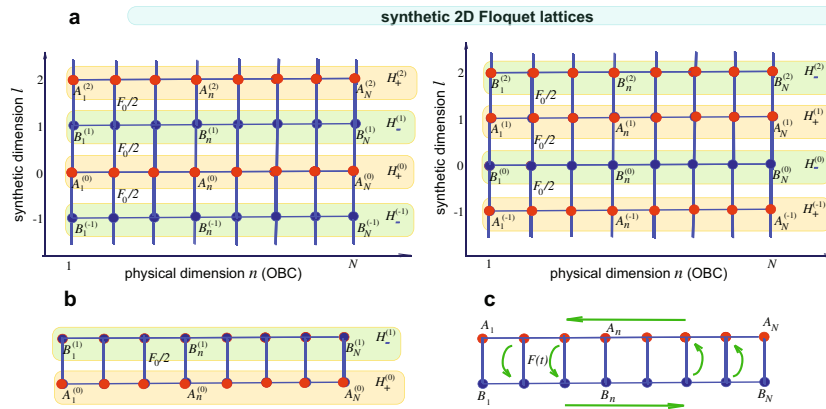 synthetic 2D Floquet lattices
a
synthetic dimension l
2
1
0
-1
A_1^(2) A_n^(2) A_N^(2) H_+^(2)
F_0/2
B_1^(1) B_n^(1) B_N^(1) H_-^(1)
F_0/2
A_1^(0) A_n^(0) A_N^(0) H_+^(0)
F_0/2
B_1^(-1) B_n^(-1) B_N^(-1) H_-^(-1)
1 N
physical dimension n (OBC)
synthetic dimension l
2
1
0
-1
B_1^(2) B_n^(2) B_N^(2) H_-^(2)
F_0/2
A_1^(1) A_n^(1) A_N^(1) H_+^(1)
F_0/2
B_1^(0) B_n^(0) B_N^(0) H_-^(0)
F_0/2
A_1^(-1) A_n^(-1) A_N^(-1) H_+^(-1)
1 N
physical dimension n (OBC)
b
B_1^(1) B_n^(1) B_N^(1) H_-^(1)
F_0/2
A_1^(0) A_n^(0) A_N^(0) H_+^(0)
c
A_1 A_n A_N
F(t)
B_1 B_n B_N